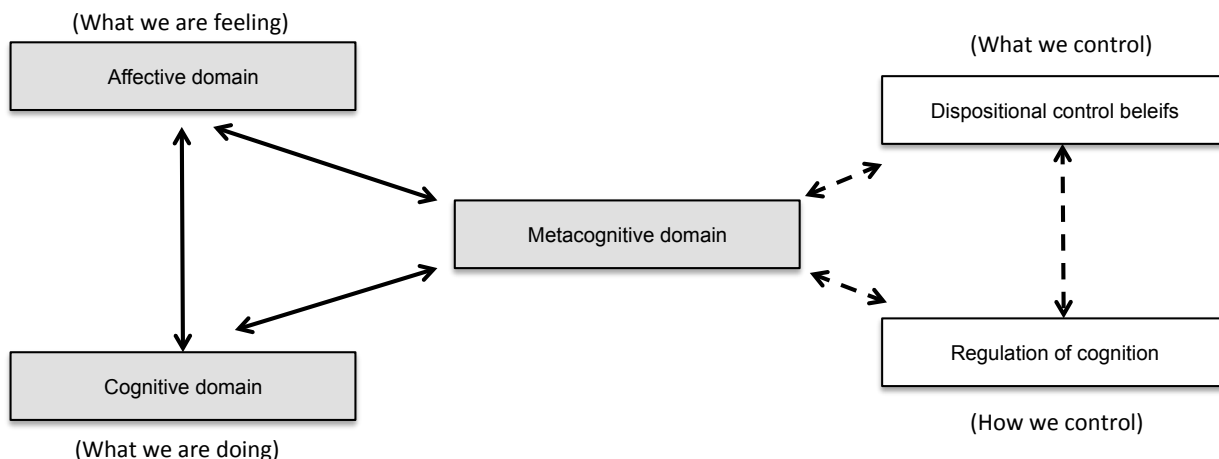 (What we are feeling)
Affective domain
(What we control)
Dispositional control beleifs
Metacognitive domain
Regulation of cognition
Cognitive domain
(How we control)
(What we are doing)